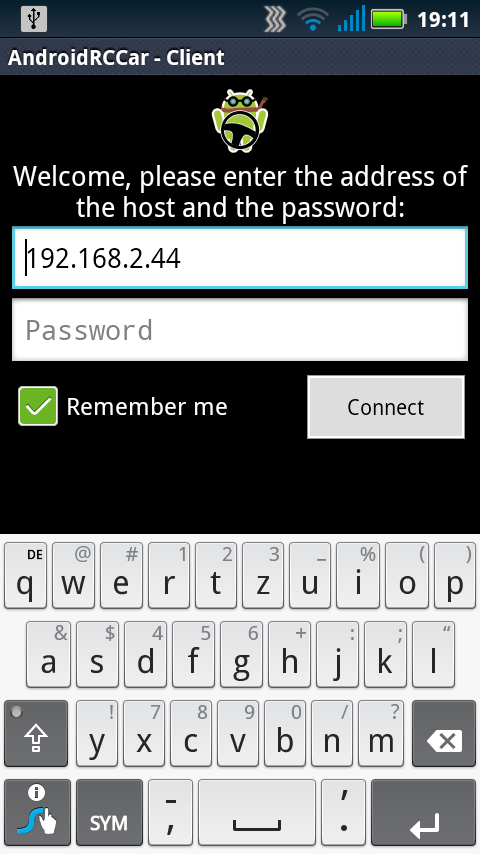 19:11
AndroidRCCar - Client
Welcome, please enter the address of
the host and the password:
192.168.2.44
Password
Remember me
Connect
DE @ # 1 2 3 _ % ( )
q w e r t z u i o p
& $ 4 5 6 + : ; “
a s d f g h j k l
! 7 8 9 0 / ?
y x c v b n m
i SYM - , ' .